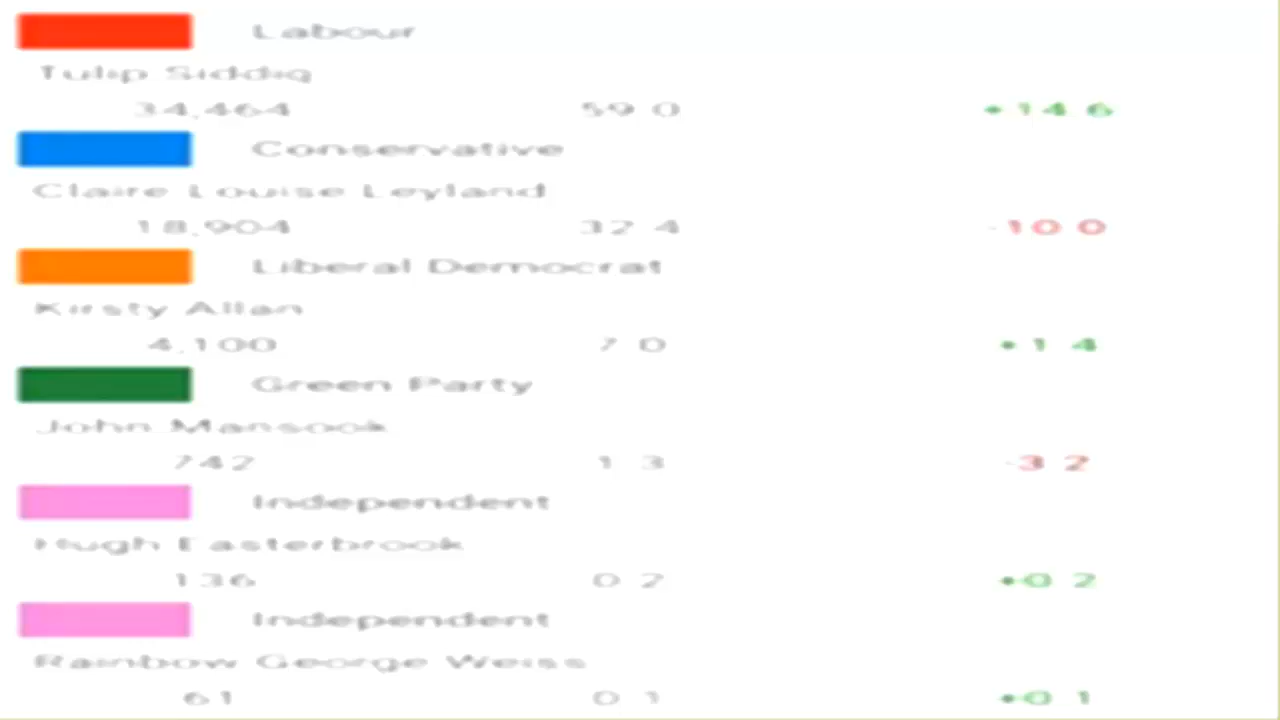 Labour
Tulip Siddiq
34,464 59.0 +14.6
Conservative
Claire Louise Leyland
18,904 32.4 -10.0
Liberal Democrat
Kirsty Allan
4,100 7.0 +1.4
Green Party
John Mansook
742 1.3 -3.2
Independent
Hugh Easterbrook
136 0.2 +0.2
Independent
Rainbow George Weiss
61 0.1 +0.1